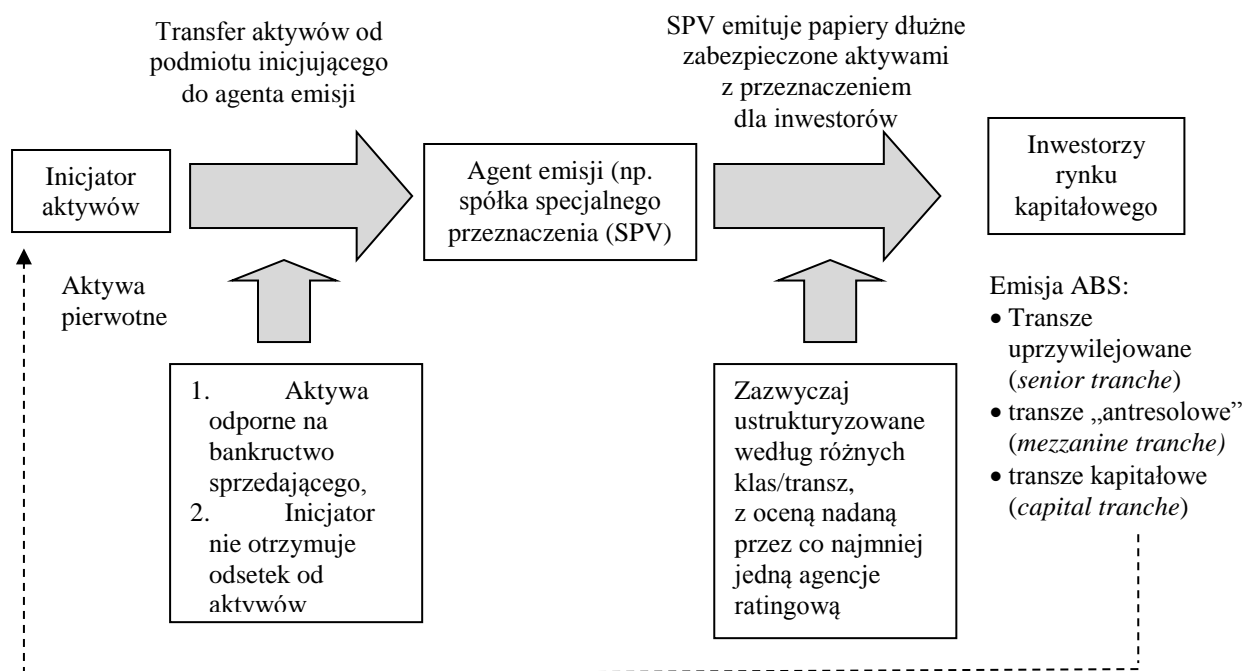 Transfer aktywów od
podmiotu inicjującego
do agenta emisji
SPV emituje papiery dłużne
zabezpieczone aktywami
z przeznaczeniem
dla inwestorów
Inicjator
aktywów
Agent emisji (np.
spółka specjalnego
przeznaczenia (SPV)
Inwestorzy
rynku
kapitałowego
Aktywa
pierwotne
1. Aktywa
odporne na
bankructwo
sprzedającego,
2. Inicjator
nie otrzymuje
odsetek od
aktywów
Zazwyczaj
ustrukturyzowane
według różnych
klas/transz,
z oceną nadaną
przez co najmniej
jedną agencje
ratingową
Emisja ABS:
• Transze
uprzywilejowane
(senior tranche)
• transze „antresolowe”
(mezzanine tranche)
• transze kapitałowe
(capital tranche)